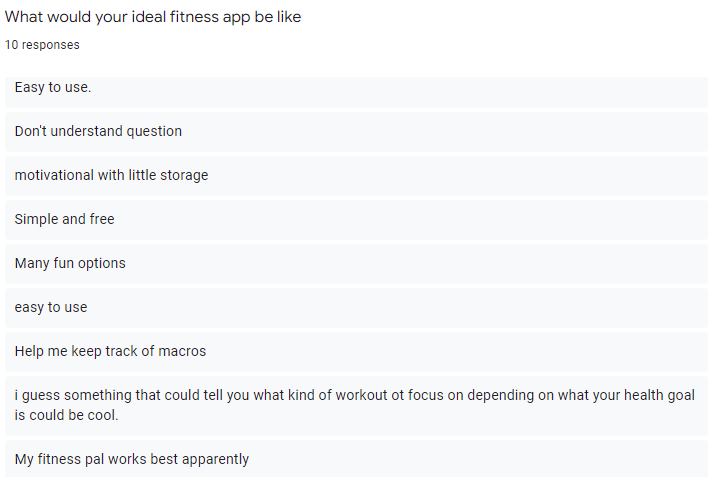 What would your ideal fitness app be like
10 responses
Easy to use.
Don't understand question
motivational with little storage
Simple and free
Many fun options
easy to use
Help me keep track of macros
i guess something that could tell you what kind of workout ot focus on depending on what your health goal
is could be cool.
My fitness pal works best apparently